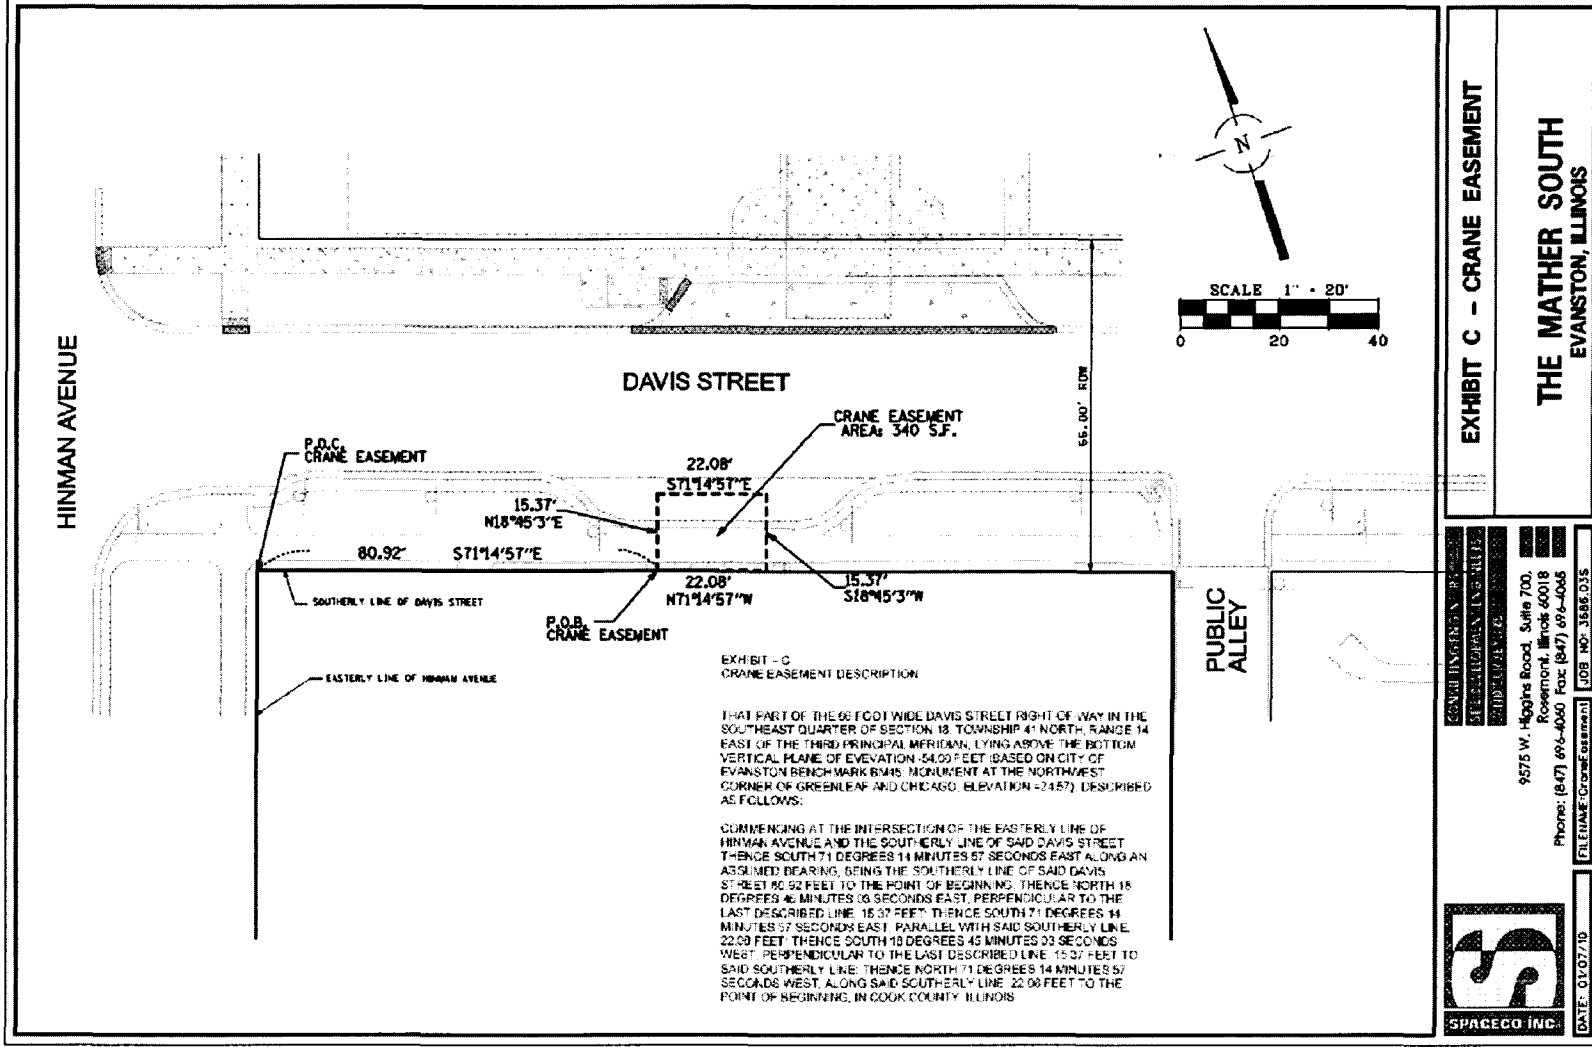 HINMAN AVENUE
N
SCALE 1" = 20'
0 20 40
DAVIS STREET
66.00' ROW
CRANE EASEMENT
AREA: 340 S.F.
P.O.C.
CRANE EASEMENT
22.08'
S71°14'57"E
15.37'
N18°45'3"E
80.92' S71°14'57"E
22.08'
N71°14'57"W
15.37'
S18°45'3"W
SOUTHERLY LINE OF DAVIS STREET
P.O.B.
CRANE EASEMENT
PUBLIC
ALLEY
EASTERLY LINE OF HINMAN AVENUE
EXHIBIT - C
CRANE EASEMENT DESCRIPTION
THAT PART OF THE 66 FOOT WIDE DAVIS STREET RIGHT-OF-WAY IN THE
SOUTHEAST QUARTER OF SECTION 18, TOWNSHIP 41 NORTH, RANGE 14
EAST OF THE THIRD PRINCIPAL MERIDIAN, LYING ABOVE THE BOTTOM
VERTICAL PLANE OF EVEVATION -54.00 FEET (BASED ON CITY OF
EVANSTON BENCHMARK BM45: MONUMENT AT THE NORTHWEST
CORNER OF GREENLEAF AND CHICAGO, ELEVATION =24.57), DESCRIBED
AS FOLLOWS:
COMMENCING AT THE INTERSECTION OF THE EASTERLY LINE OF
HINMAN AVENUE AND THE SOUTHERLY LINE OF SAID DAVIS STREET
THENCE SOUTH 71 DEGREES 14 MINUTES 57 SECONDS EAST ALONG AN
ASSUMED BEARING, BEING THE SOUTHERLY LINE OF SAID DAVIS
STREET 80.92 FEET TO THE POINT OF BEGINNING; THENCE NORTH 18
DEGREES 45 MINUTES 03 SECONDS EAST, PERPENDICULAR TO THE
LAST DESCRIBED LINE, 15.37 FEET; THENCE SOUTH 71 DEGREES 14
MINUTES 57 SECONDS EAST, PARALLEL WITH SAID SOUTHERLY LINE,
22.08 FEET; THENCE SOUTH 18 DEGREES 45 MINUTES 03 SECONDS
WEST, PERPENDICULAR TO THE LAST DESCRIBED LINE, 15.37 FEET TO
SAID SOUTHERLY LINE; THENCE NORTH 71 DEGREES 14 MINUTES 57
SECONDS WEST, ALONG SAID SOUTHERLY LINE, 22.08 FEET TO THE
POINT OF BEGINNING, IN COOK COUNTY, ILLINOIS
EXHIBIT C - CRANE EASEMENT
THE MATHER SOUTH
EVANSTON, ILLINOIS
9575 W. Higgins Road, Suite 700,
Rosemont, Illinois 60018
Phone: (847) 696-4060 Fax: (847) 696-4065
JOB NO: 3686.03S
FILENAME: CraneEasement
DATE: 01/07/10
SPACECO INC.